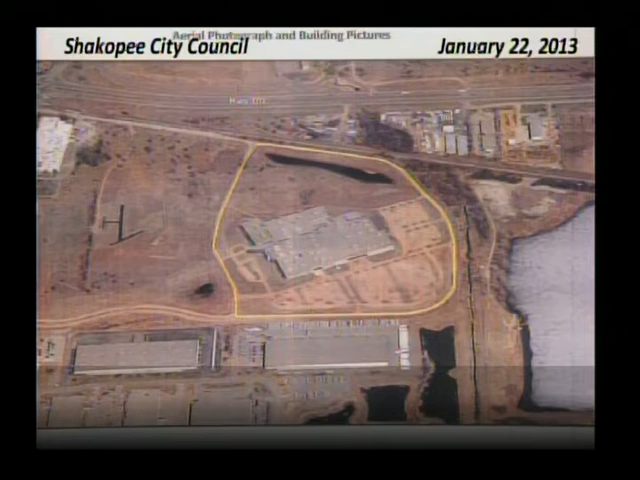 Aerial Photograph and Building Pictures
Shakopee City Council
January 22, 2013